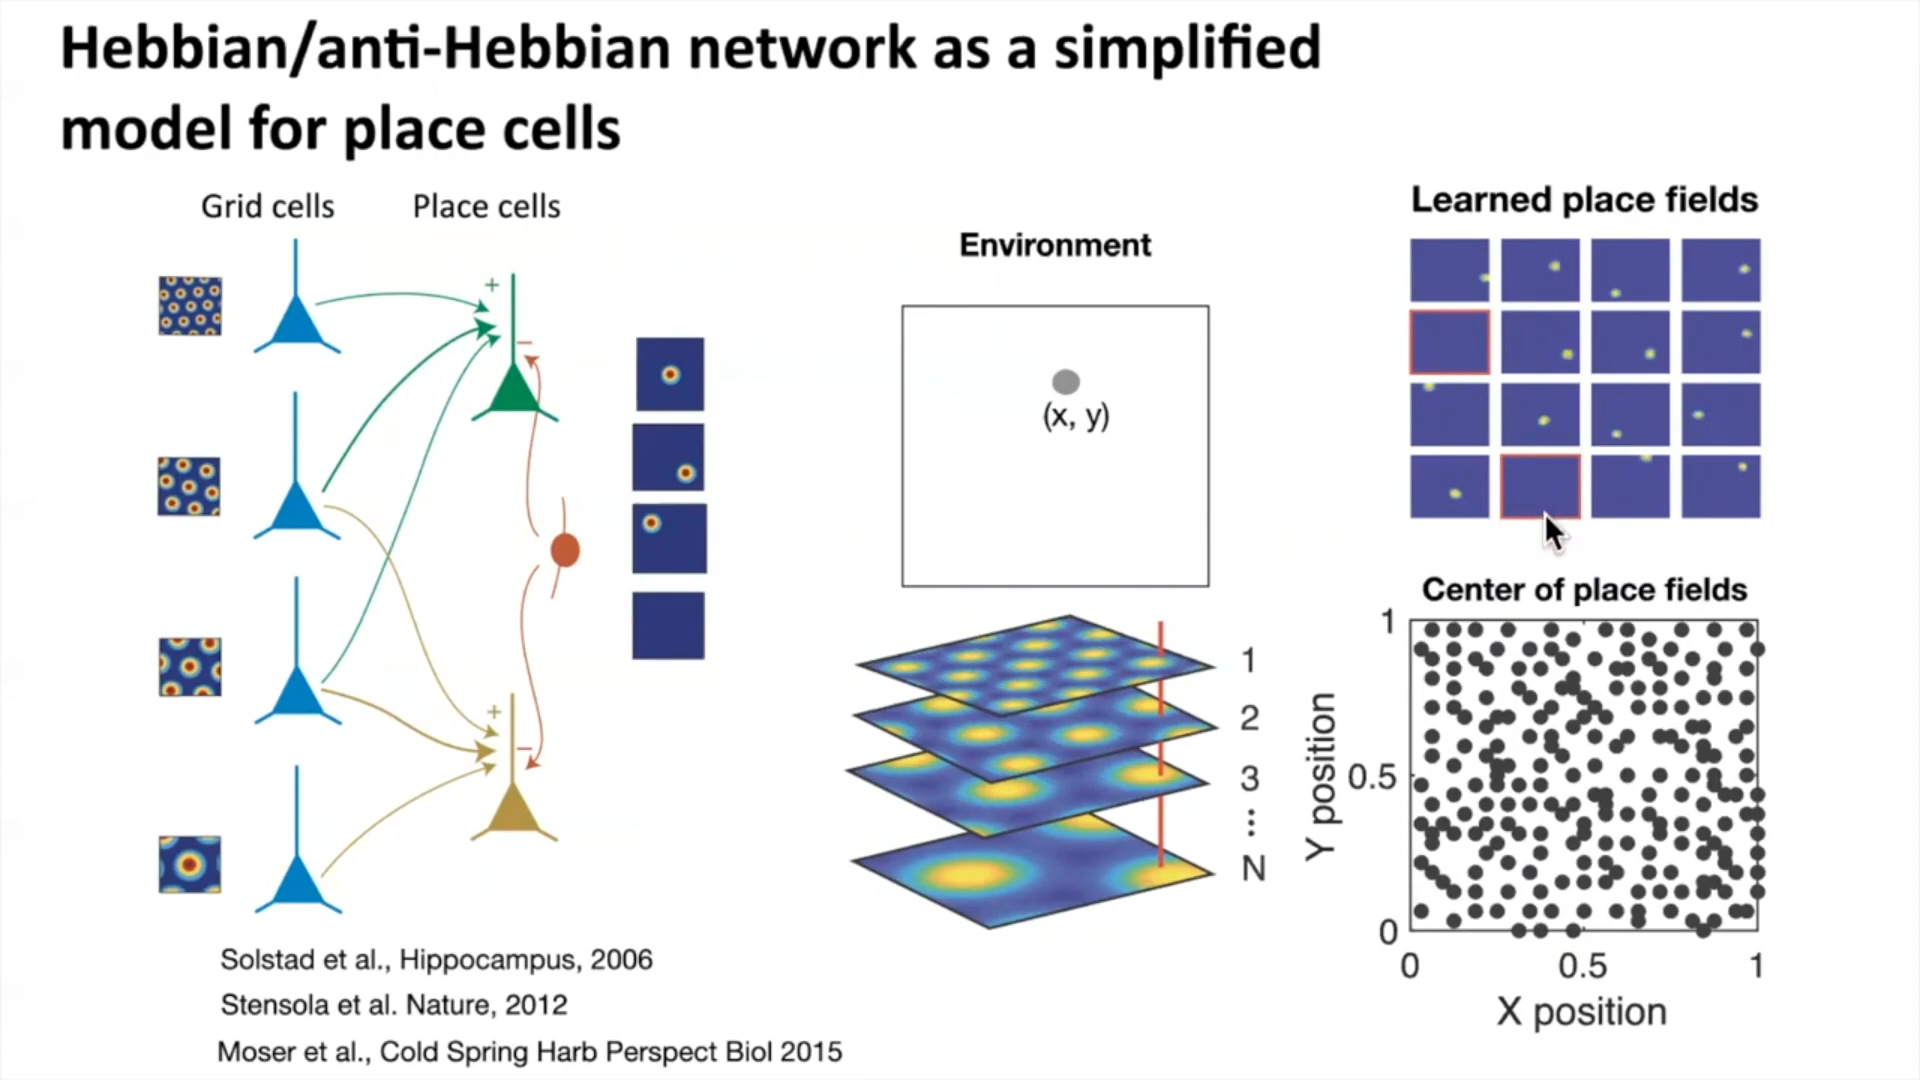 Hebbian/anti-Hebbian network as a simplified
model for place cells
Grid cells
Place cells
+
−
+
−
Solstad et al., Hippocampus, 2006
Stensola et al. Nature, 2012
Moser et al., Cold Spring Harb Perspect Biol 2015
Environment
(x, y)
1
2
3
⋮
N
Learned place fields
Center of place fields
Y position
1
0.5
0
0
0.5
1
X position